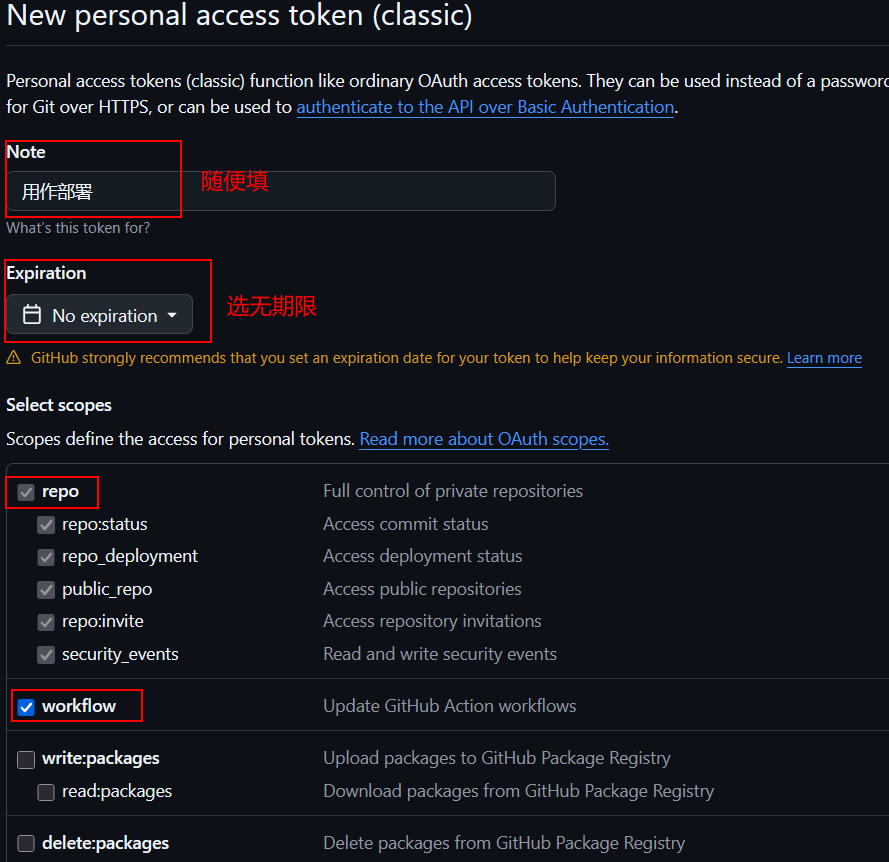 New personal access token (classic)
Personal access tokens (classic) function like ordinary OAuth access tokens. They can be used instead of a password
for Git over HTTPS, or can be used to authenticate to the API over Basic Authentication.
Note
用作部署
随便填
What's this token for?
Expiration
No expiration
选无期限
GitHub strongly recommends that you set an expiration date for your token to help keep your information secure. Learn more
Select scopes
Scopes define the access for personal tokens. Read more about OAuth scopes.
repo Full control of private repositories
repo:status Access commit status
repo_deployment Access deployment status
public_repo Access public repositories
repo:invite Access repository invitations
security_events Read and write security events
workflow Update GitHub Action workflows
write:packages Upload packages to GitHub Package Registry
read:packages Download packages from GitHub Package Registry
delete:packages Delete packages from GitHub Package Registry